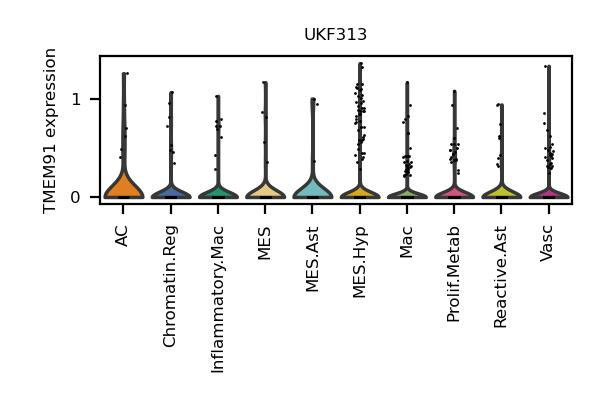 UKF313
TMEM91 expression
1
0
AC
Chromatin.Reg
Inflammatory.Mac
MES
MES.Ast
MES.Hyp
Mac
Prolif.Metab
Reactive.Ast
Vasc